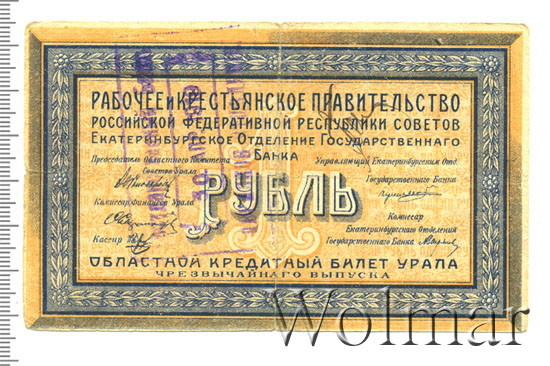 РАБОЧЕЕ и КРЕСТЬЯНСКОЕ ПРАВИТЕЛЬСТВО
РОССИЙСКОЙ ФЕДЕРАТИВНОЙ РЕСПУБЛИКИ СОВЕТОВ
ЕКАТЕРИНБУРГСКОЕ ОТДЕЛЕНИЕ ГОСУДАРСТВЕННОГО
БАНКА
Председатель Областного Комитета
Советов Урала
Управляющий Екатеринбургским Отд.
Государственного Банка
Комиссар Финансов Урала
РУБЛЬ
Комиссар
Екатеринбургского Отделения
Государственного Банка
Кассир
ОБЛАСТНОЙ КРЕДИТНЫЙ БИЛЕТ УРАЛА
ЧРЕЗВЫЧАЙНАГО ВЫПУСКА
Wolmar